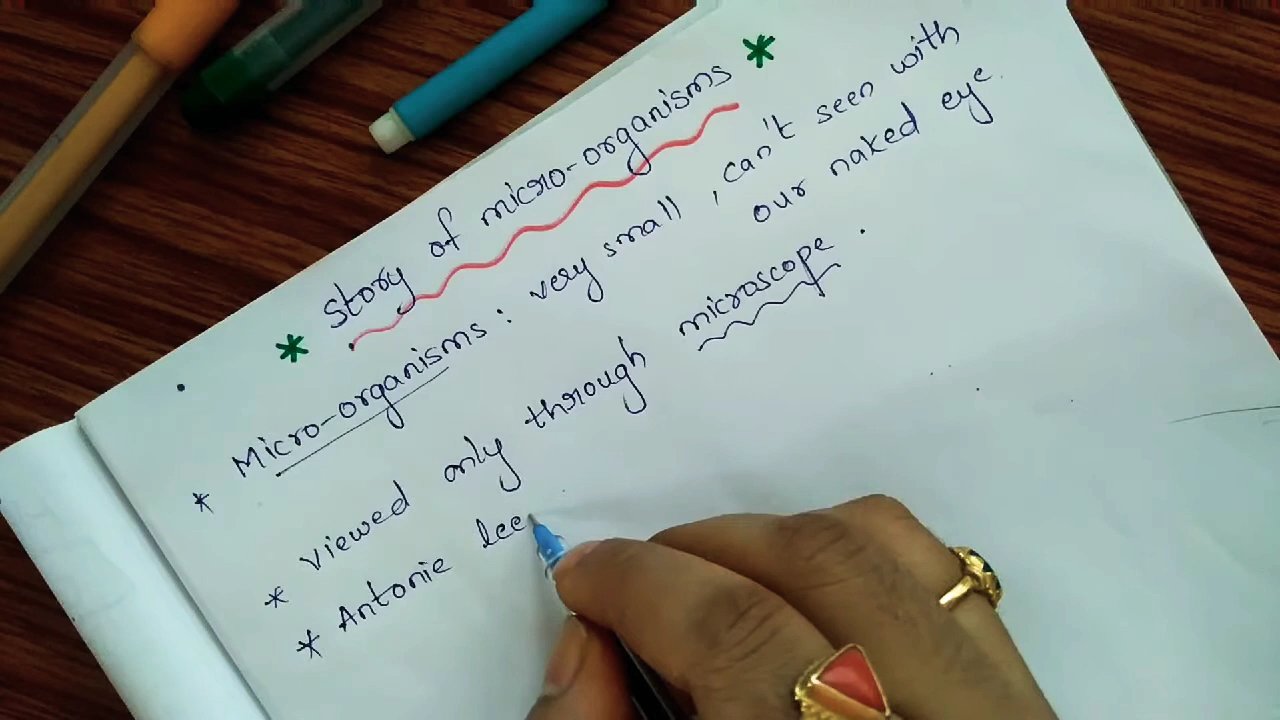 * Story of micro-organisms *
* Micro-organisms : very small , can't seen with
our naked eye.
* Viewed only through microscope .
* Antonie lee